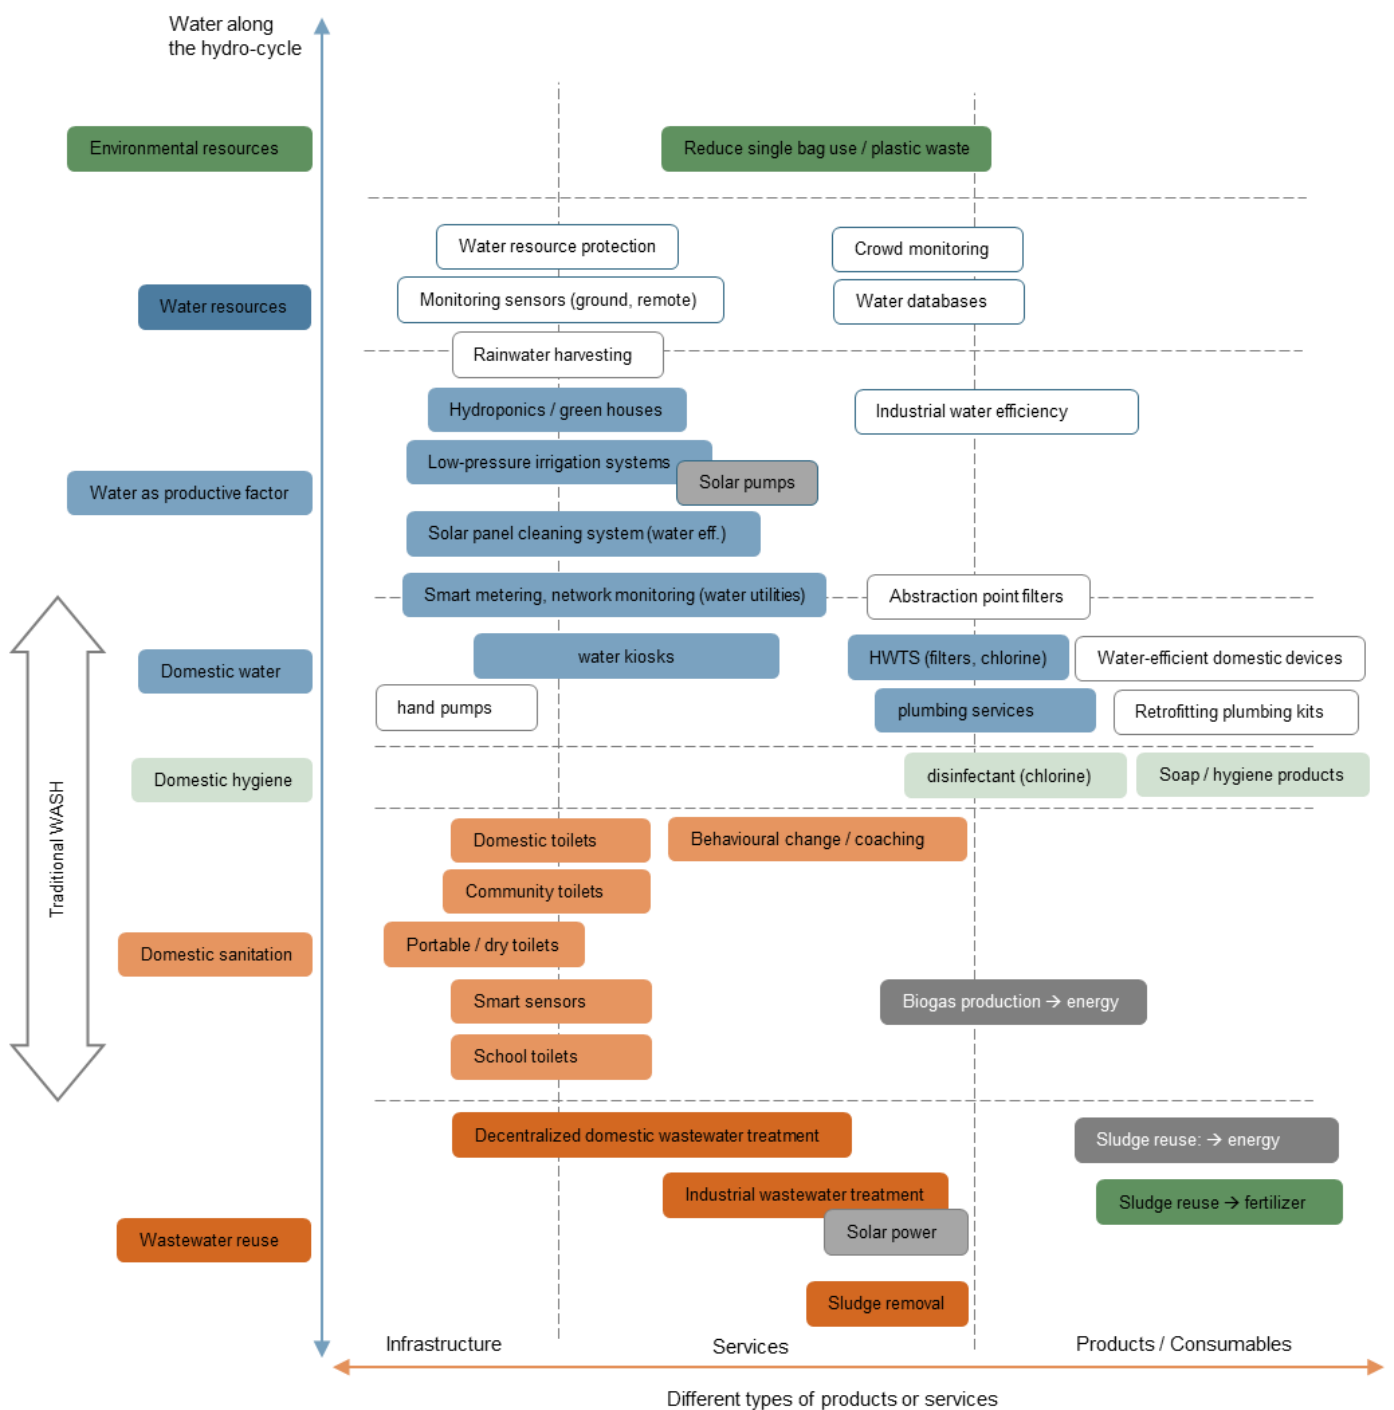 Water along
the hydro-cycle
Environmental resources
Reduce single bag use / plastic waste
Water resource protection
Crowd monitoring
Monitoring sensors (ground, remote)
Water databases
Water resources
Rainwater harvesting
Hydroponics / green houses
Industrial water efficiency
Low-pressure irrigation systems
Solar pumps
Water as productive factor
Solar panel cleaning system (water eff.)
Smart metering, network monitoring (water utilities)
Abstraction point filters
water kiosks
HWTS (filters, chlorine)
Water-efficient domestic devices
Domestic water
hand pumps
plumbing services
Retrofitting plumbing kits
Domestic hygiene
disinfectant (chlorine)
Soap / hygiene products
Traditional WASH
Domestic toilets
Behavioural change / coaching
Community toilets
Portable / dry toilets
Domestic sanitation
Smart sensors
Biogas production → energy
School toilets
Decentralized domestic wastewater treatment
Sludge reuse: → energy
Industrial wastewater treatment
Sludge reuse → fertilizer
Solar power
Wastewater reuse
Sludge removal
Infrastructure
Services
Products / Consumables
Different types of products or services